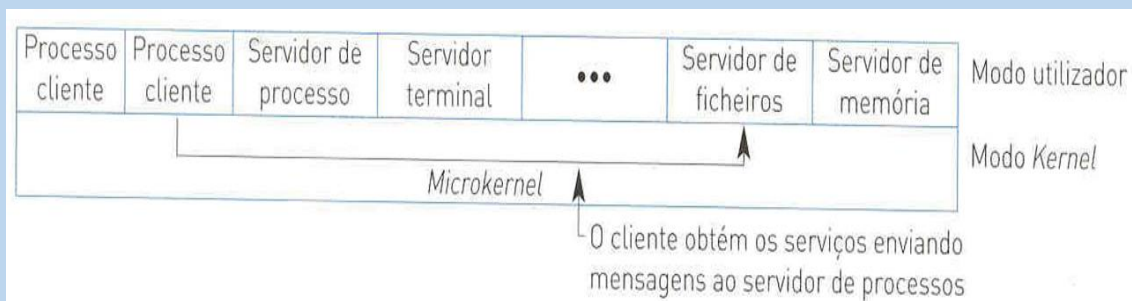 Processo cliente
Processo cliente
Servidor de processo
Servidor terminal
•••
Servidor de ficheiros
Servidor de memória
Modo utilizador
Modo Kernel
Microkernel
O cliente obtém os serviços enviando
mensagens ao servidor de processos